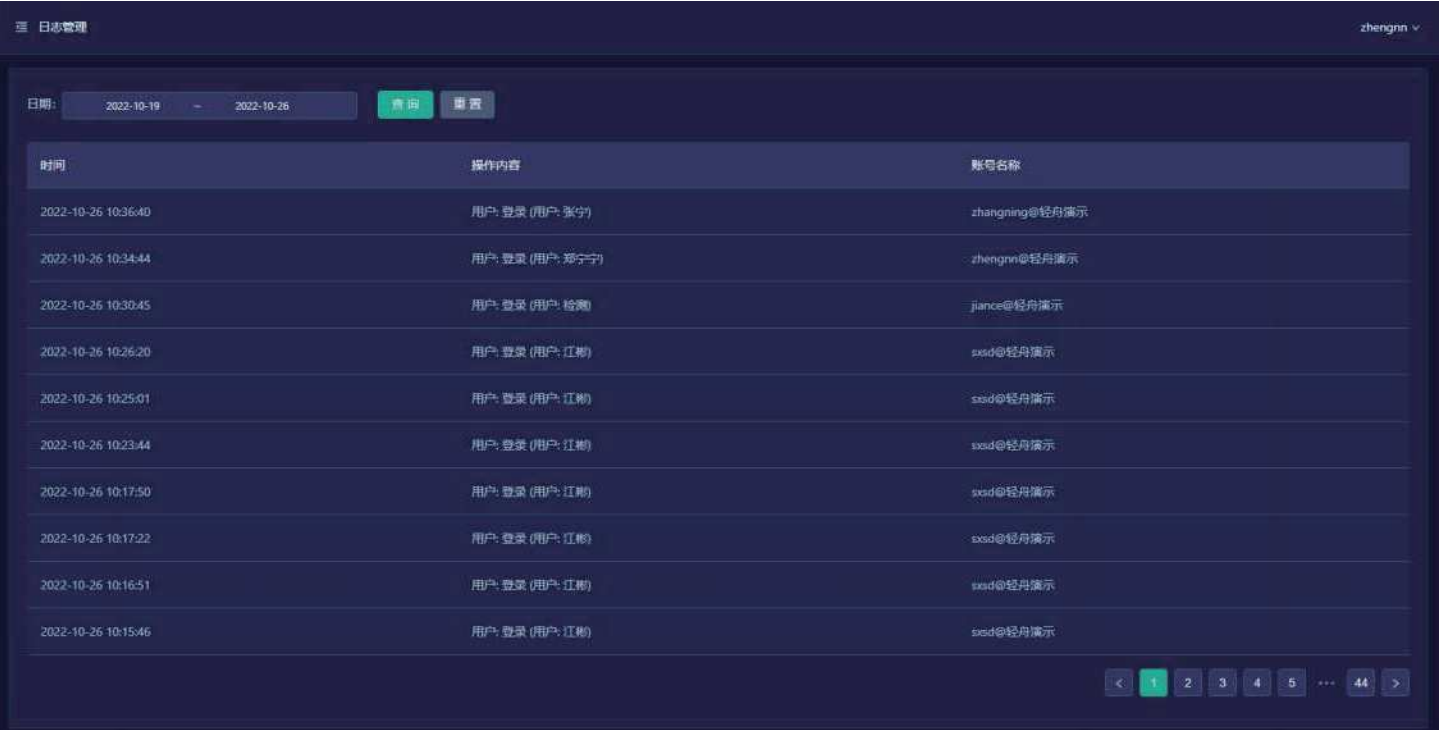 日志管理 zhengnn
日期: 2022-10-19 ~ 2022-10-26 查 询 重 置
时间 操作内容 账号名称
2022-10-26 10:36:40 用户: 登录 (用户: 张宁) zhangning@轻舟演示
2022-10-26 10:34:44 用户: 登录 (用户: 郑宁宁) zhengnn@轻舟演示
2022-10-26 10:30:45 用户: 登录 (用户: 检测) jiance@轻舟演示
2022-10-26 10:26:20 用户: 登录 (用户: 江彬) sxsd@轻舟演示
2022-10-26 10:25:01 用户: 登录 (用户: 江彬) sxsd@轻舟演示
2022-10-26 10:23:44 用户: 登录 (用户: 江彬) sxsd@轻舟演示
2022-10-26 10:17:50 用户: 登录 (用户: 江彬) sxsd@轻舟演示
2022-10-26 10:17:22 用户: 登录 (用户: 江彬) sxsd@轻舟演示
2022-10-26 10:16:51 用户: 登录 (用户: 江彬) sxsd@轻舟演示
2022-10-26 10:15:46 用户: 登录 (用户: 江彬) sxsd@轻舟演示
< 1 2 3 4 5 ••• 44 >